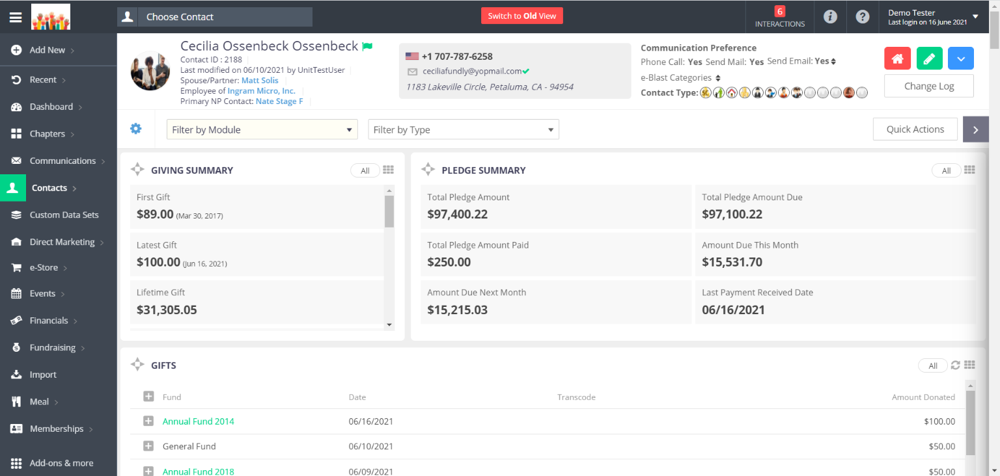 Choose Contact
Switch to Old View
6
INTERACTIONS
Demo Tester
Last login on 16 June 2021
Add New
Recent
Dashboard
Chapters
Communications
Contacts
Custom Data Sets
Direct Marketing
e-Store
Events
Financials
Fundraising
Import
Meal
Memberships
Add-ons & more
Cecilia Ossenbeck Ossenbeck
Contact ID : 2188
Last modified on 06/10/2021 by UnitTestUser
Spouse/Partner: Matt Solis
Employee of Ingram Micro, Inc.
Primary NP Contact: Nate Stage F
+1 707-787-6258
ceciliafundly@yopmail.com
1183 Lakeville Circle, Petaluma, CA - 94954
Communication Preference
Phone Call: Yes Send Mail: Yes Send Email: Yes
e-Blast Categories
Contact Type:
Change Log
Filter by Module
Filter by Type
Quick Actions
GIVING SUMMARY
All
First Gift
$89.00 (Mar 30, 2017)
Latest Gift
$100.00 (Jun 16, 2021)
Lifetime Gift
$31,305.05
PLEDGE SUMMARY
All
Total Pledge Amount
$97,400.22
Total Pledge Amount Due
$97,100.22
Total Pledge Amount Paid
$250.00
Amount Due This Month
$15,531.70
Amount Due Next Month
$15,215.03
Last Payment Received Date
06/16/2021
GIFTS
All
Fund Date Transcode Amount Donated
Annual Fund 2014 06/16/2021 $100.00
General Fund 06/10/2021 $50.00
Annual Fund 2018 06/09/2021 $50.00